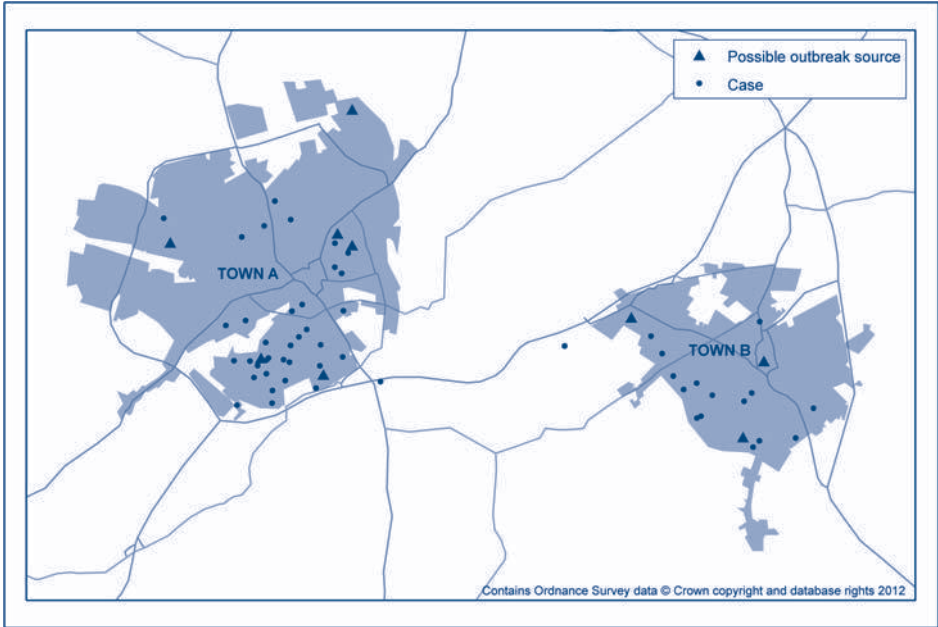 Possible outbreak source
Case
TOWN A
TOWN B
Contains Ordnance Survey data © Crown copyright and database rights 2012